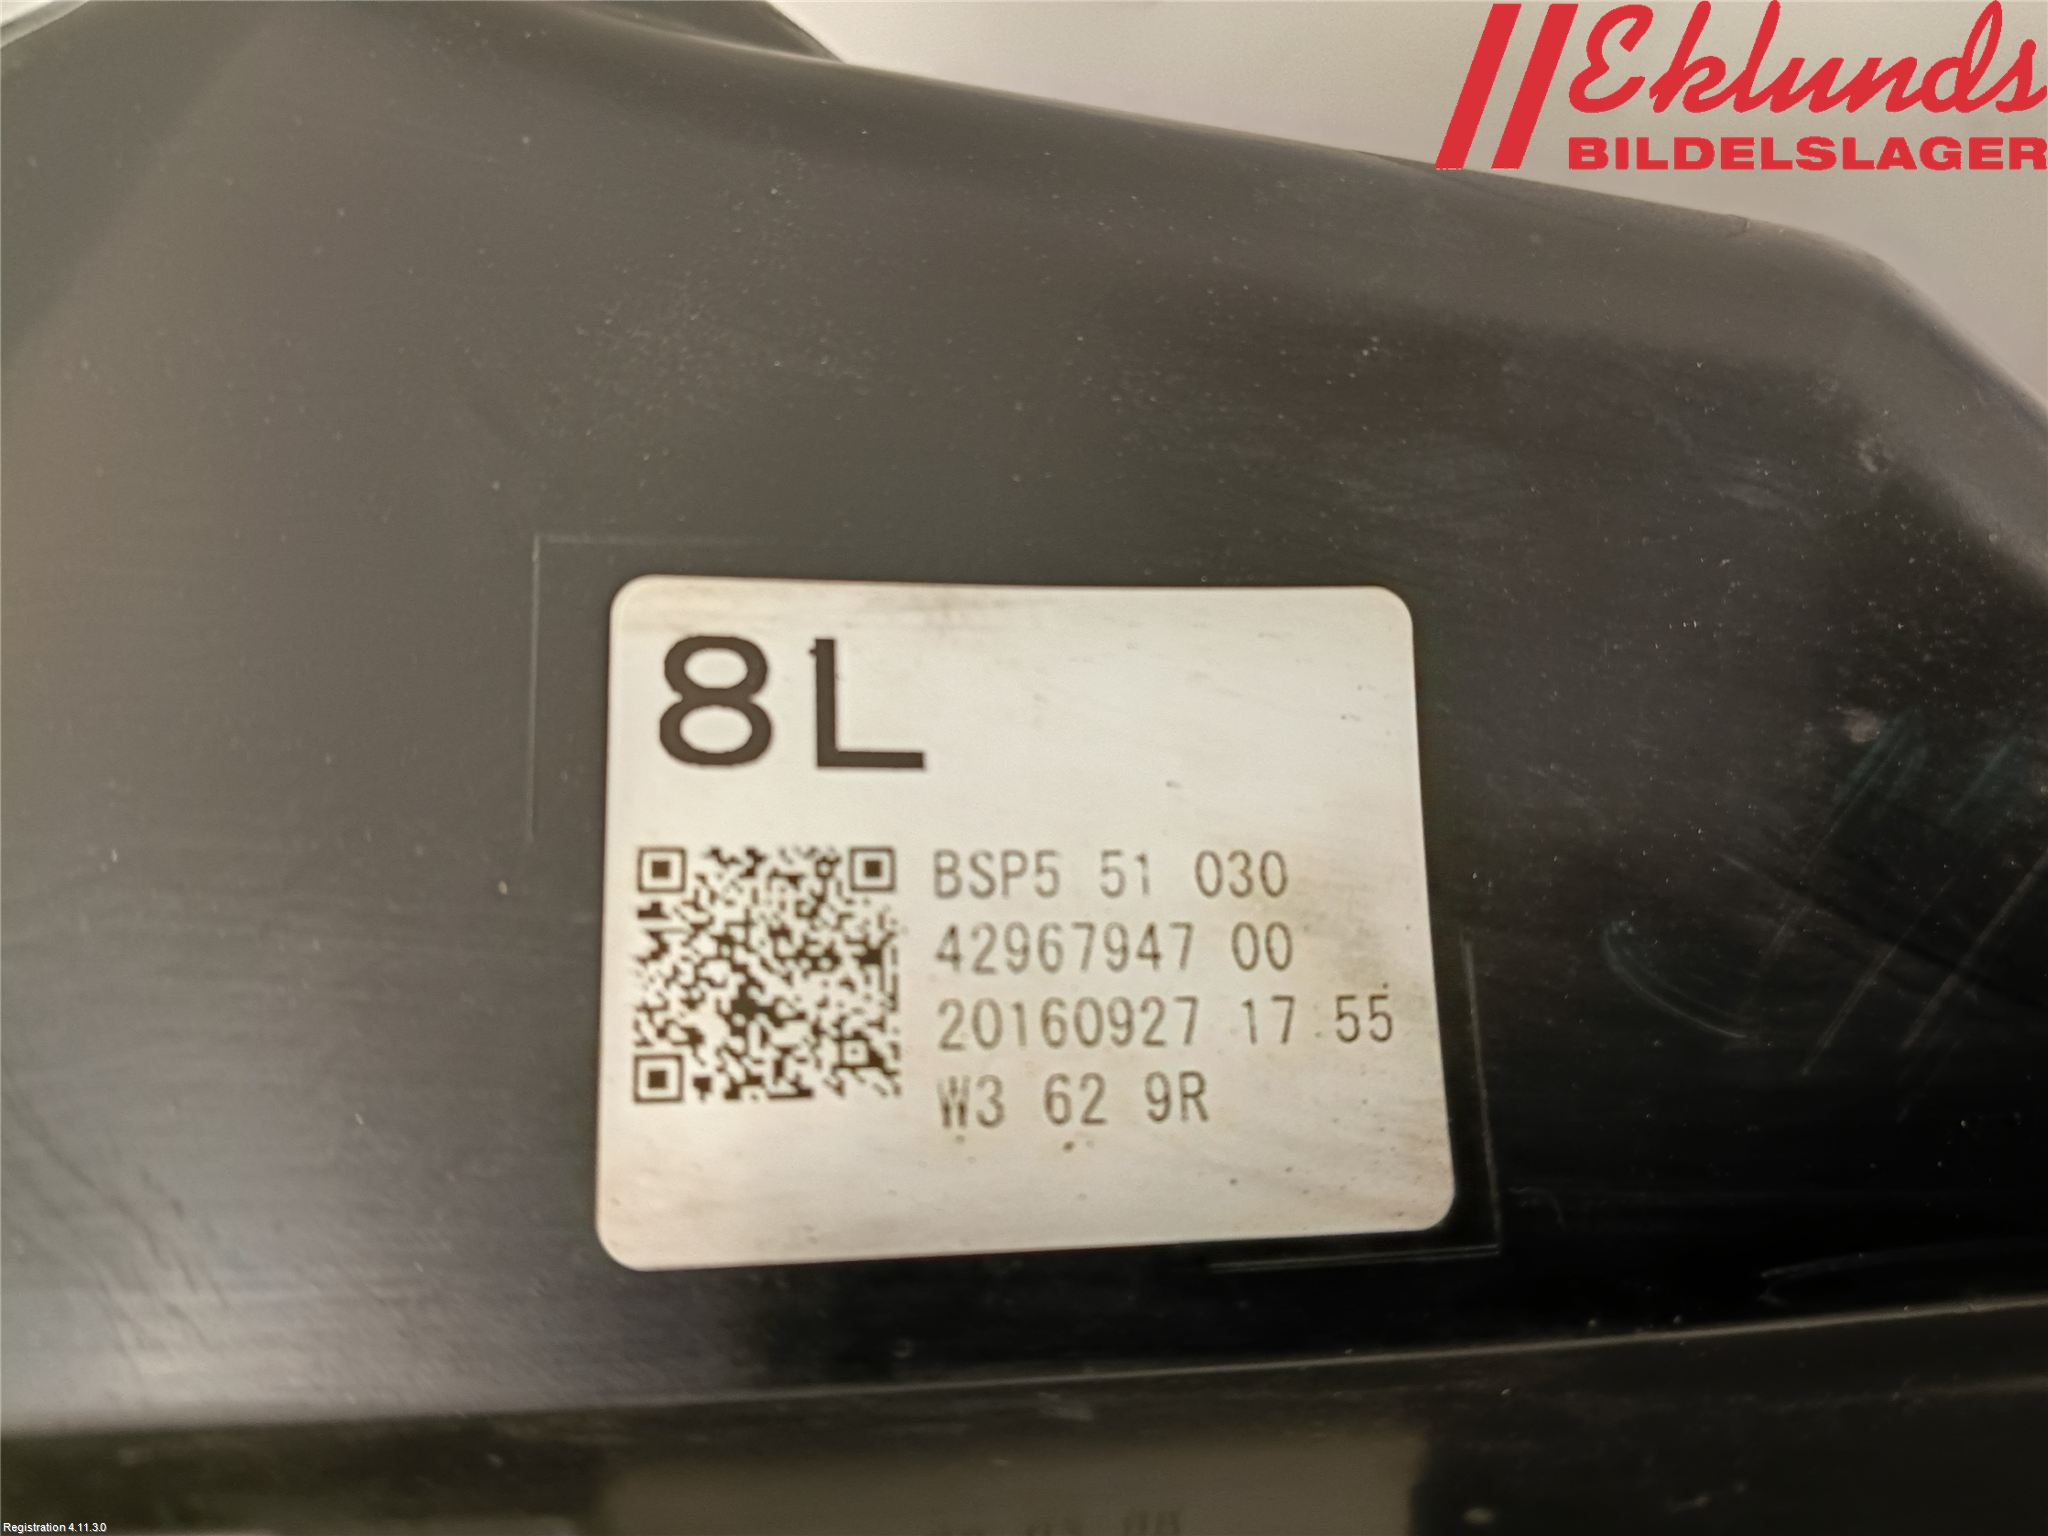 Eklunds
BILDELSLAGER
8L
BSP5 51 030
42967947 00
20160927 17:55
W3 62 9R
Registration 4.11.3.0